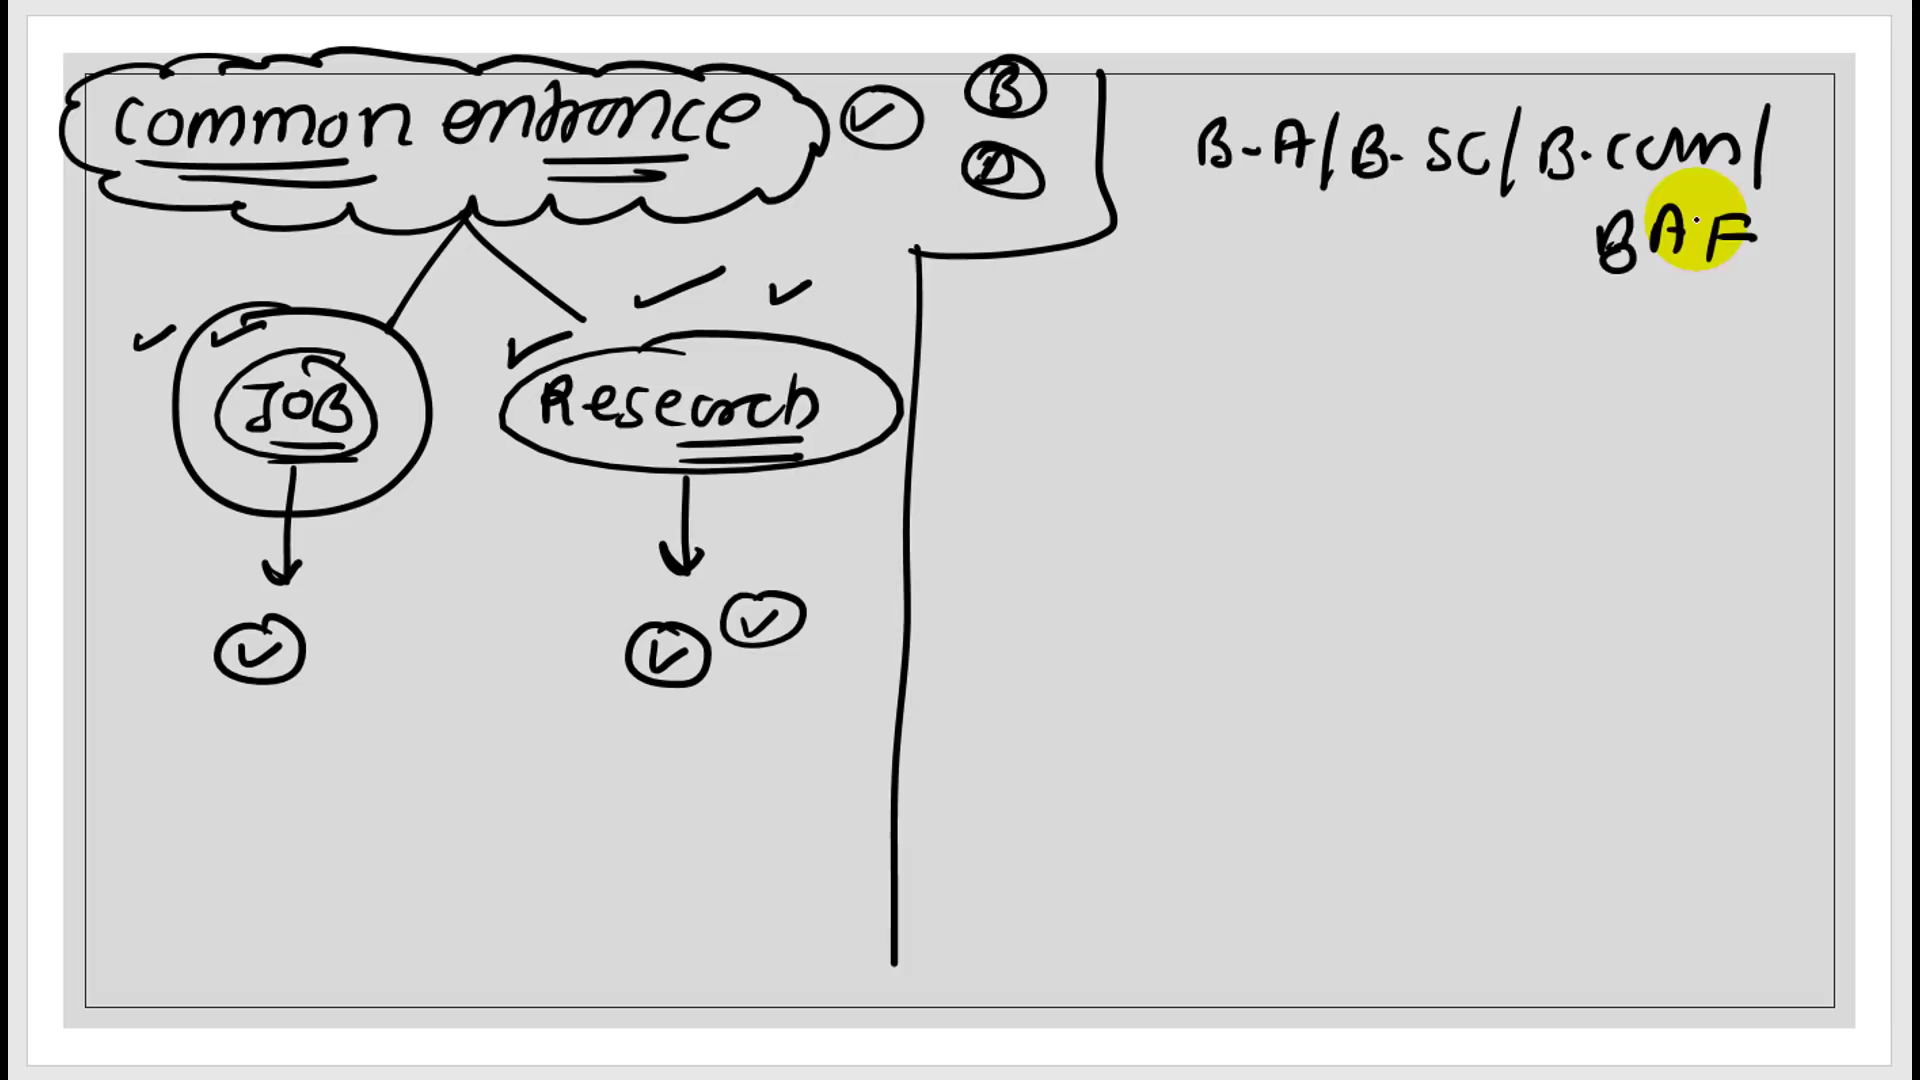 common entrance
JOB
Research
B
D
B-A/B-SC/B.com/
BAF